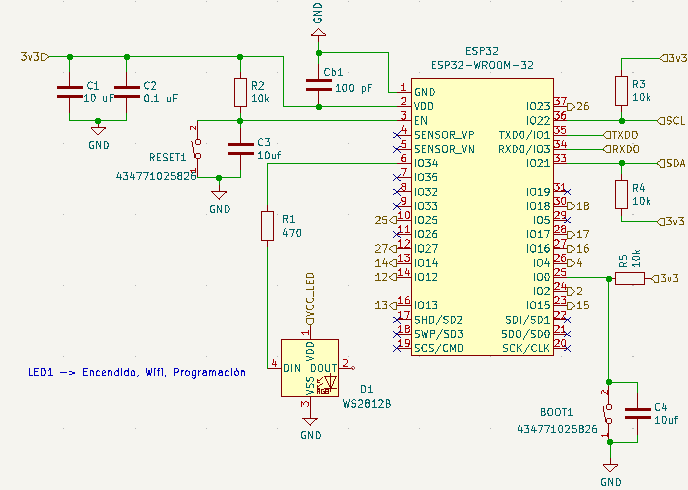 GND
3v3
C1
10 uF
C2
0.1 uF
GND
R2
10k
Cb1
100 pF
RESET1
434771025826
2
1
C3
10uf
GND
R1
470
ESP32
ESP32-WROOM-32
1 GND
2 VDD
3 EN
4 SENSOR_VP
5 SENSOR_VN
6 IO34
7 IO35
8 IO32
9 IO33
25 10 IO25
11 IO26
27 12 IO27
14 13 IO14
12 14 IO12
13 16 IO13
17 SHD/SD2
18 SWP/SD3
19 SCS/CMD
IO23 37 26
IO22 36 SCL
TXD0/IO1 35 TXD0
RXD0/IO3 34 RXD0
IO21 33 SDA
IO19 31
IO18 30 18
IO5 29
IO17 28 17
IO16 27 16
IO4 26 4
IO0 25
IO2 24 2
IO15 23 15
SDI/SD1 22
SDO/SD0 21
SCK/CLK 20
3v3
R3
10k
R4
10k
3v3
R5
10k
3v3
VCC_LED
1
VDD
4 DIN DOUT 2
VSS
3
D1
WS2812B
GND
LED1 -> Encendido, Wifi, Programación
BOOT1
434771025826
2
1
C4
10uf
GND